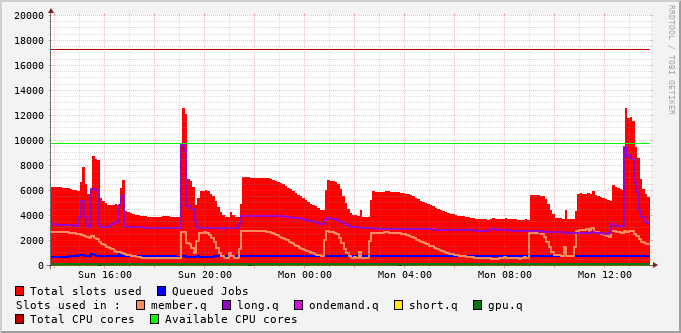 20000
18000
16000
14000
12000
10000
8000
6000
4000
2000
0
Sun 16:00 Sun 20:00 Mon 00:00 Mon 04:00 Mon 08:00 Mon 12:00
RRDTOOL / TOBI OETIKER
Total slots used Queued Jobs
Slots used in : member.q long.q ondemand.q short.q gpu.q
Total CPU cores Available CPU cores